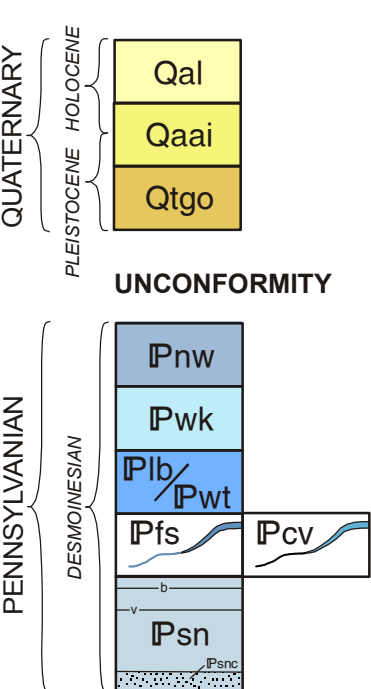 QUATERNARY
HOLOCENE
PLEISTOCENE
Qal
Qaai
Qtgo
UNCONFORMITY
PENNSYLVANIAN
DESMOINESIAN
ℙnw
ℙwk
ℙlb/ℙwt
ℙfs
ℙcv
b
v
ℙsn
ℙsnc